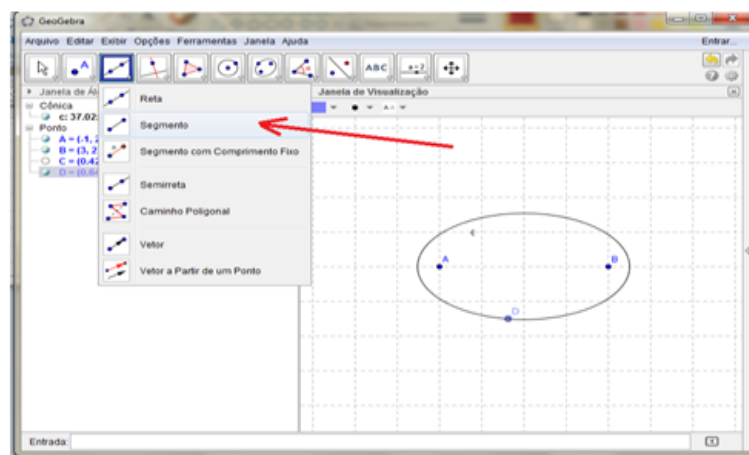 GeoGebra
Arquivo Editar Exibir Opções Ferramentas Janela Ajuda
Entrar...
ABC
a=2
Janela de Ál
Janela de Visualização
Cônica
c: 37.02
Ponto
A = (-1, 2
B = (3, 2
C = (0.42
D = (0.64
Reta
Segmento
Segmento com Comprimento Fixo
Semirreta
Caminho Poligonal
Vetor
Vetor a Partir de um Ponto
c
A
B
D
Entrada: